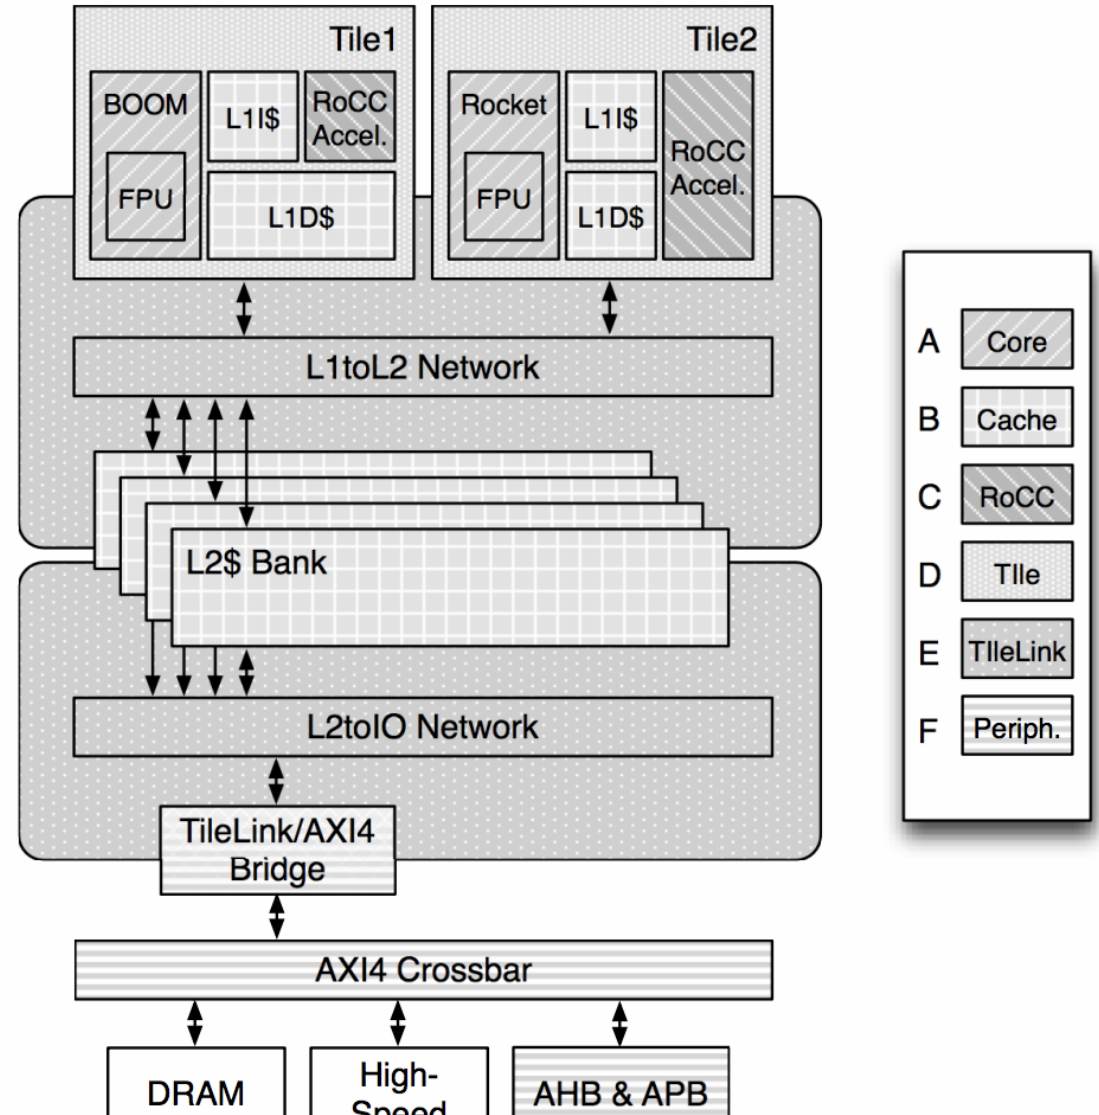 Tile1
BOOM
FPU
L1I$
RoCC
Accel.
L1D$
Tile2
Rocket
FPU
L1I$
L1D$
RoCC
Accel.
L1toL2 Network
L2$ Bank
L2toIO Network
TileLink/AXI4
Bridge
AXI4 Crossbar
DRAM
High-
Speed
AHB & APB
A Core
B Cache
C RoCC
D TIle
E TIleLink
F Periph.